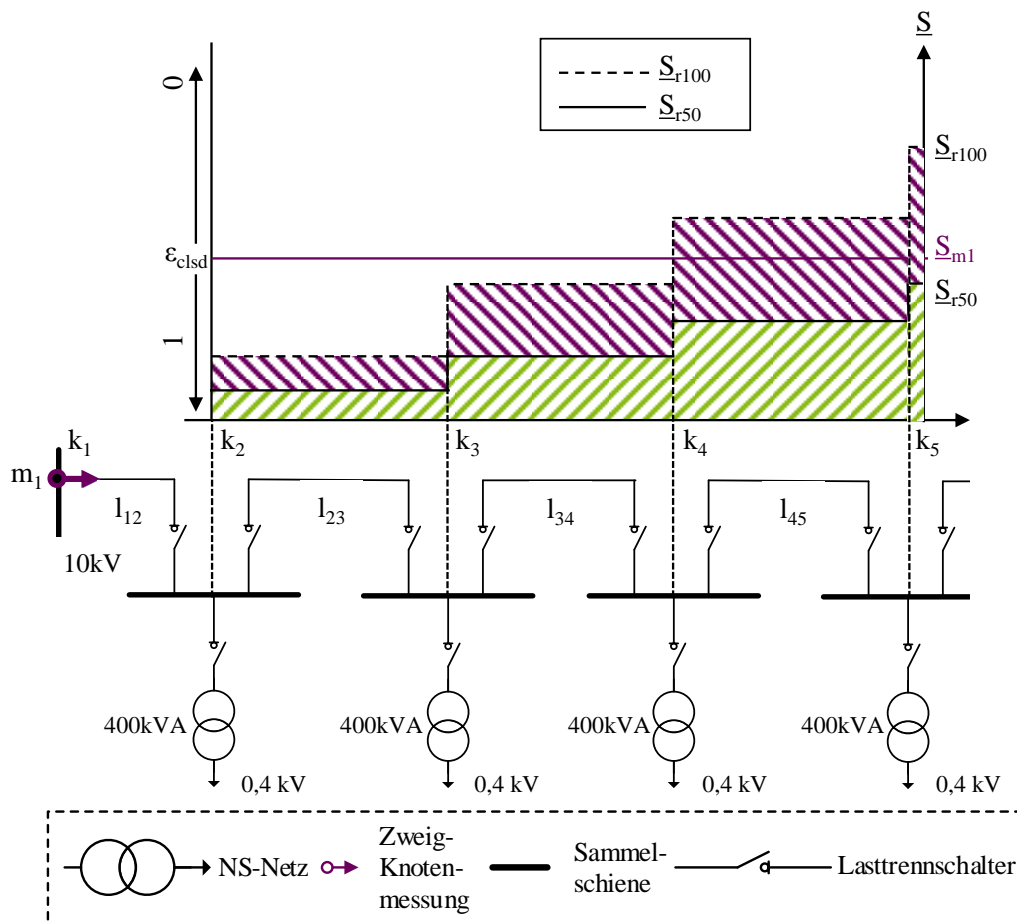 S
S_r100
S_r50
0
S_r100
ε_clsd
S_m1
S_r50
1
k_1
k_2
k_3
k_4
k_5
m_1
l_12
l_23
l_34
l_45
10kV
400kVA
400kVA
400kVA
400kVA
0,4 kV
0,4 kV
0,4 kV
0,4 kV
NS-Netz
Zweig-
Knoten-
messung
Sammel-
schiene
Lasttrennschalter